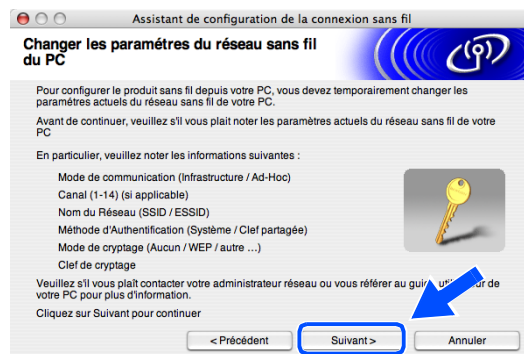 Assistant de configuration de la connexion sans fil
Changer les paramétres du réseau sans fil
du PC
Pour configurer le produit sans fil depuis votre PC, vous devez temporairement changer les
paramètres actuels du réseau sans fil de votre PC.
Avant de continuer, veuillez s'il vous plait noter les paramètres actuels du réseau sans fil de votre
PC
En particulier, veuillez noter les informations suivantes :
Mode de communication (Infrastructure / Ad-Hoc)
Canal (1-14) (si applicable)
Nom du Réseau (SSID / ESSID)
Méthode d'Authentification (Système / Clef partagée)
Mode de cryptage (Aucun / WEP / autre ...)
Clef de cryptage
Veuillez s'il vous plaît contacter votre administrateur réseau ou vous référer au de
votre PC pour plus d'information.
Cliquez sur Suivant pour continuer
< Précédent
Suivant >
Annuler